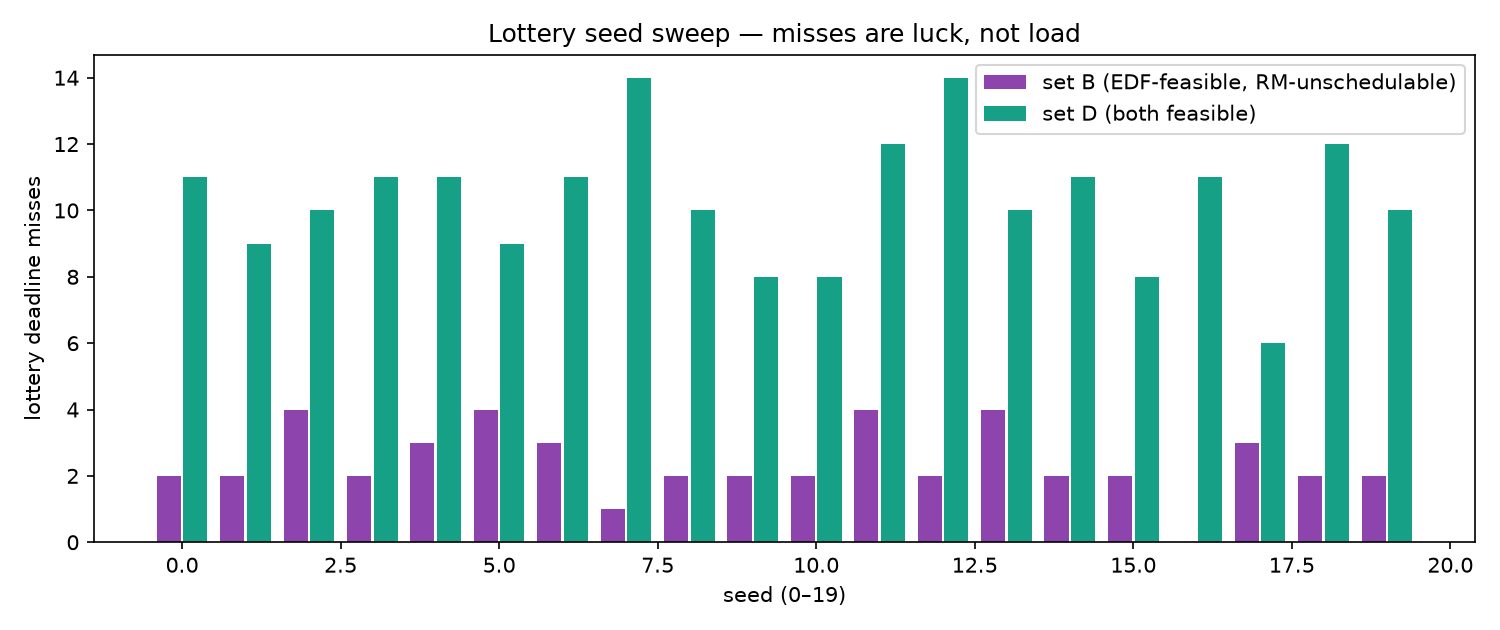 Lottery seed sweep — misses are luck, not load
set B (EDF-feasible, RM-unschedulable)
set D (both feasible)
lottery deadline misses
14
12
10
8
6
4
2
0
0.0 2.5 5.0 7.5 10.0 12.5 15.0 17.5 20.0
seed (0–19)